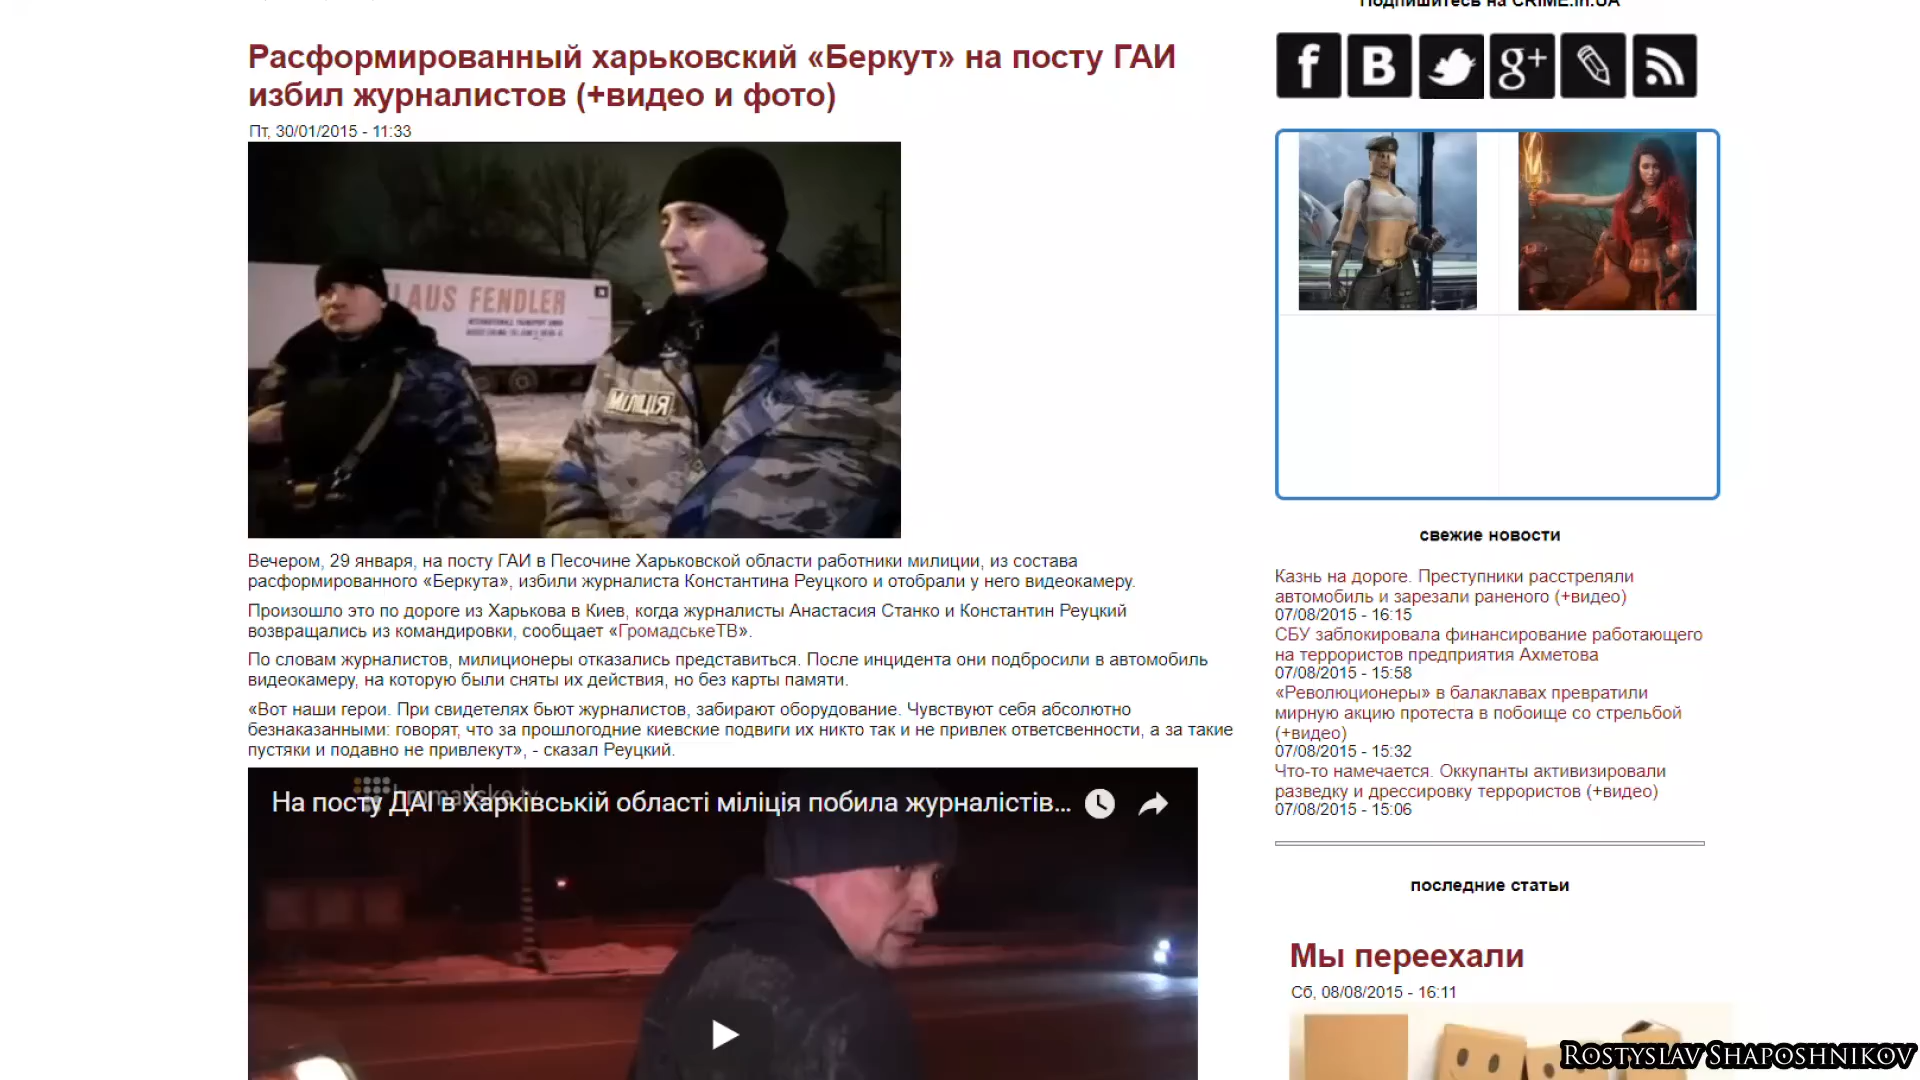 Подпишитесь на CRIME.in.UA
Расформированный харьковский «Беркут» на посту ГАИ
избил журналистов (+видео и фото)
Пт, 30/01/2015 - 11:33
LAUS FENDLER
МІЛІЦІЯ
Вечером, 29 января, на посту ГАИ в Песочине Харьковской области работники милиции, из состава
расформированного «Беркута», избили журналиста Константина Реуцкого и отобрали у него видеокамеру.
Произошло это по дороге из Харькова в Киев, когда журналисты Анастасия Станко и Константин Реуцкий
возвращались из командировки, сообщает «ГромадськеТВ».
По словам журналистов, милиционеры отказались представиться. После инцидента они подбросили в автомобиль
видеокамеру, на которую были сняты их действия, но без карты памяти.
«Вот наши герои. При свидетелях бьют журналистов, забирают оборудование. Чувствуют себя абсолютно
безнаказанными: говорят, что за прошлогодние киевские подвиги их никто так и не привлек ответсвенности, а за такие
пустяки и подавно не привлекут», - сказал Реуцкий.
hromadske.tv
На посту ДАІ в Харківській області міліція побила журналістів...
свежие новости
Казнь на дороге. Преступники расстреляли
автомобиль и зарезали раненого (+видео)
07/08/2015 - 16:15
СБУ заблокировала финансирование работающего
на террористов предприятия Ахметова
07/08/2015 - 15:58
«Революционеры» в балаклавах превратили
мирную акцию протеста в побоище со стрельбой
(+видео)
07/08/2015 - 15:32
Что-то намечается. Оккупанты активизировали
разведку и дрессировку террористов (+видео)
07/08/2015 - 15:06
последние статьи
Мы переехали
Сб, 08/08/2015 - 16:11
Rostyslav Shaposhnikov